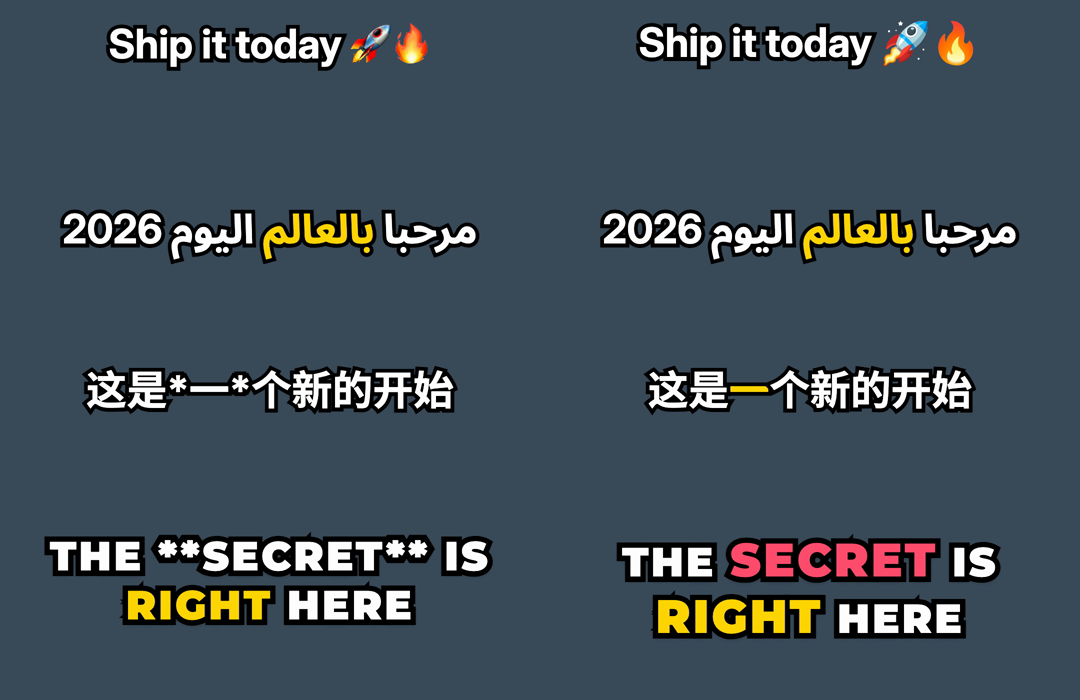 Ship it today 🚀🔥
Ship it today 🚀🔥
مرحبا بالعالم اليوم 2026
مرحبا بالعالم اليوم 2026
这是*一*个新的开始
这是一个新的开始
THE **SECRET** IS
RIGHT HERE
THE SECRET IS
RIGHT HERE